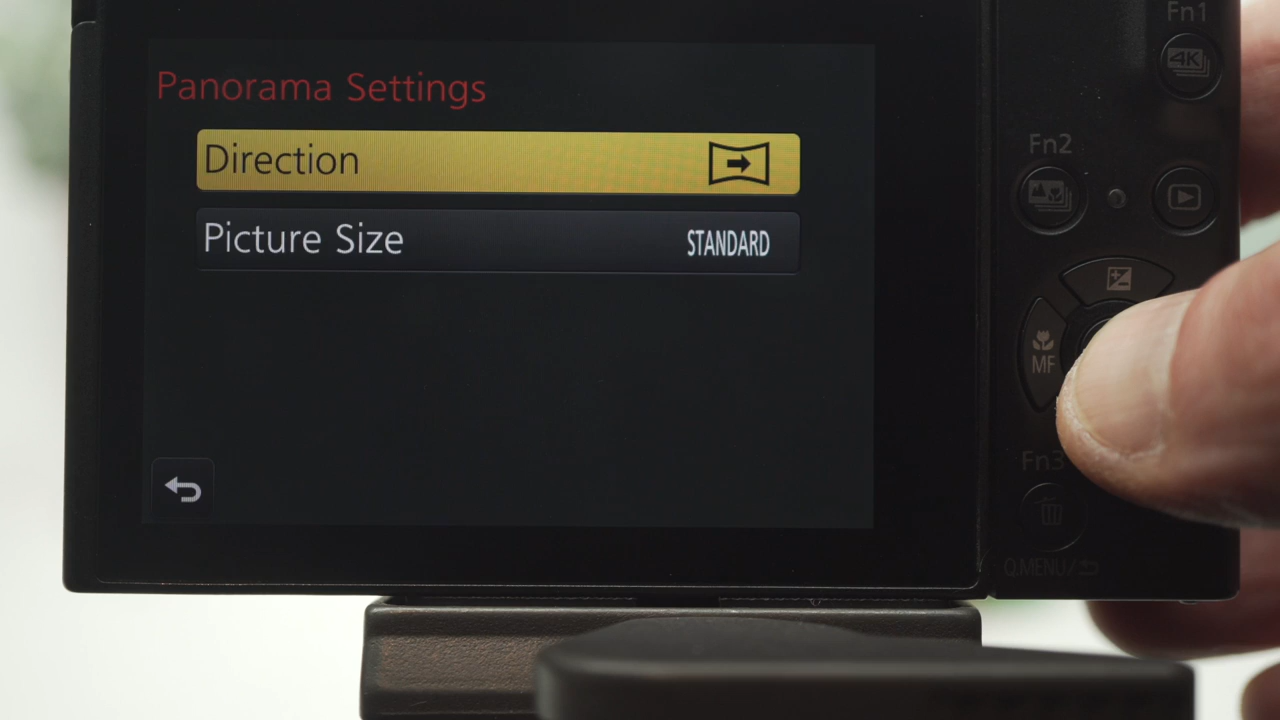 Panorama Settings
Direction
Picture Size STANDARD
Fn1
4K
Fn2
MF
Fn3
Q.MENU/